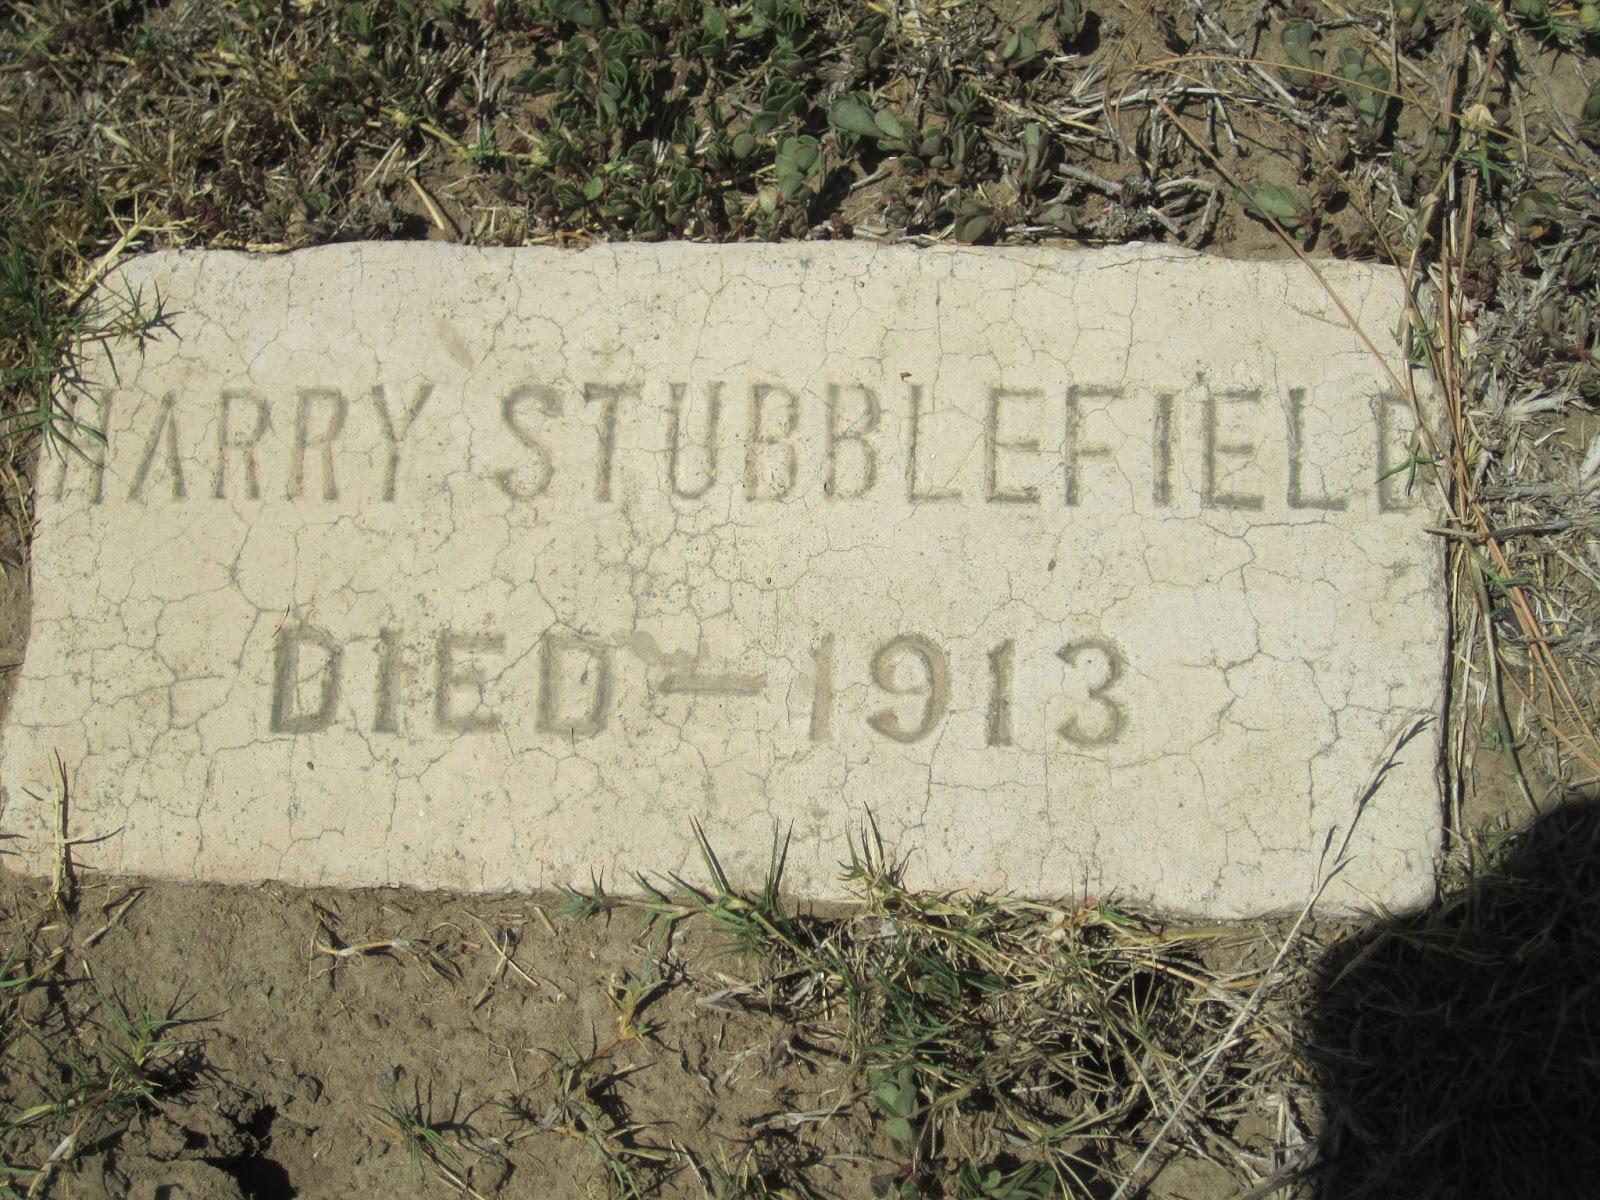 HARRY STUBBLEFIELD
DIED — 1913